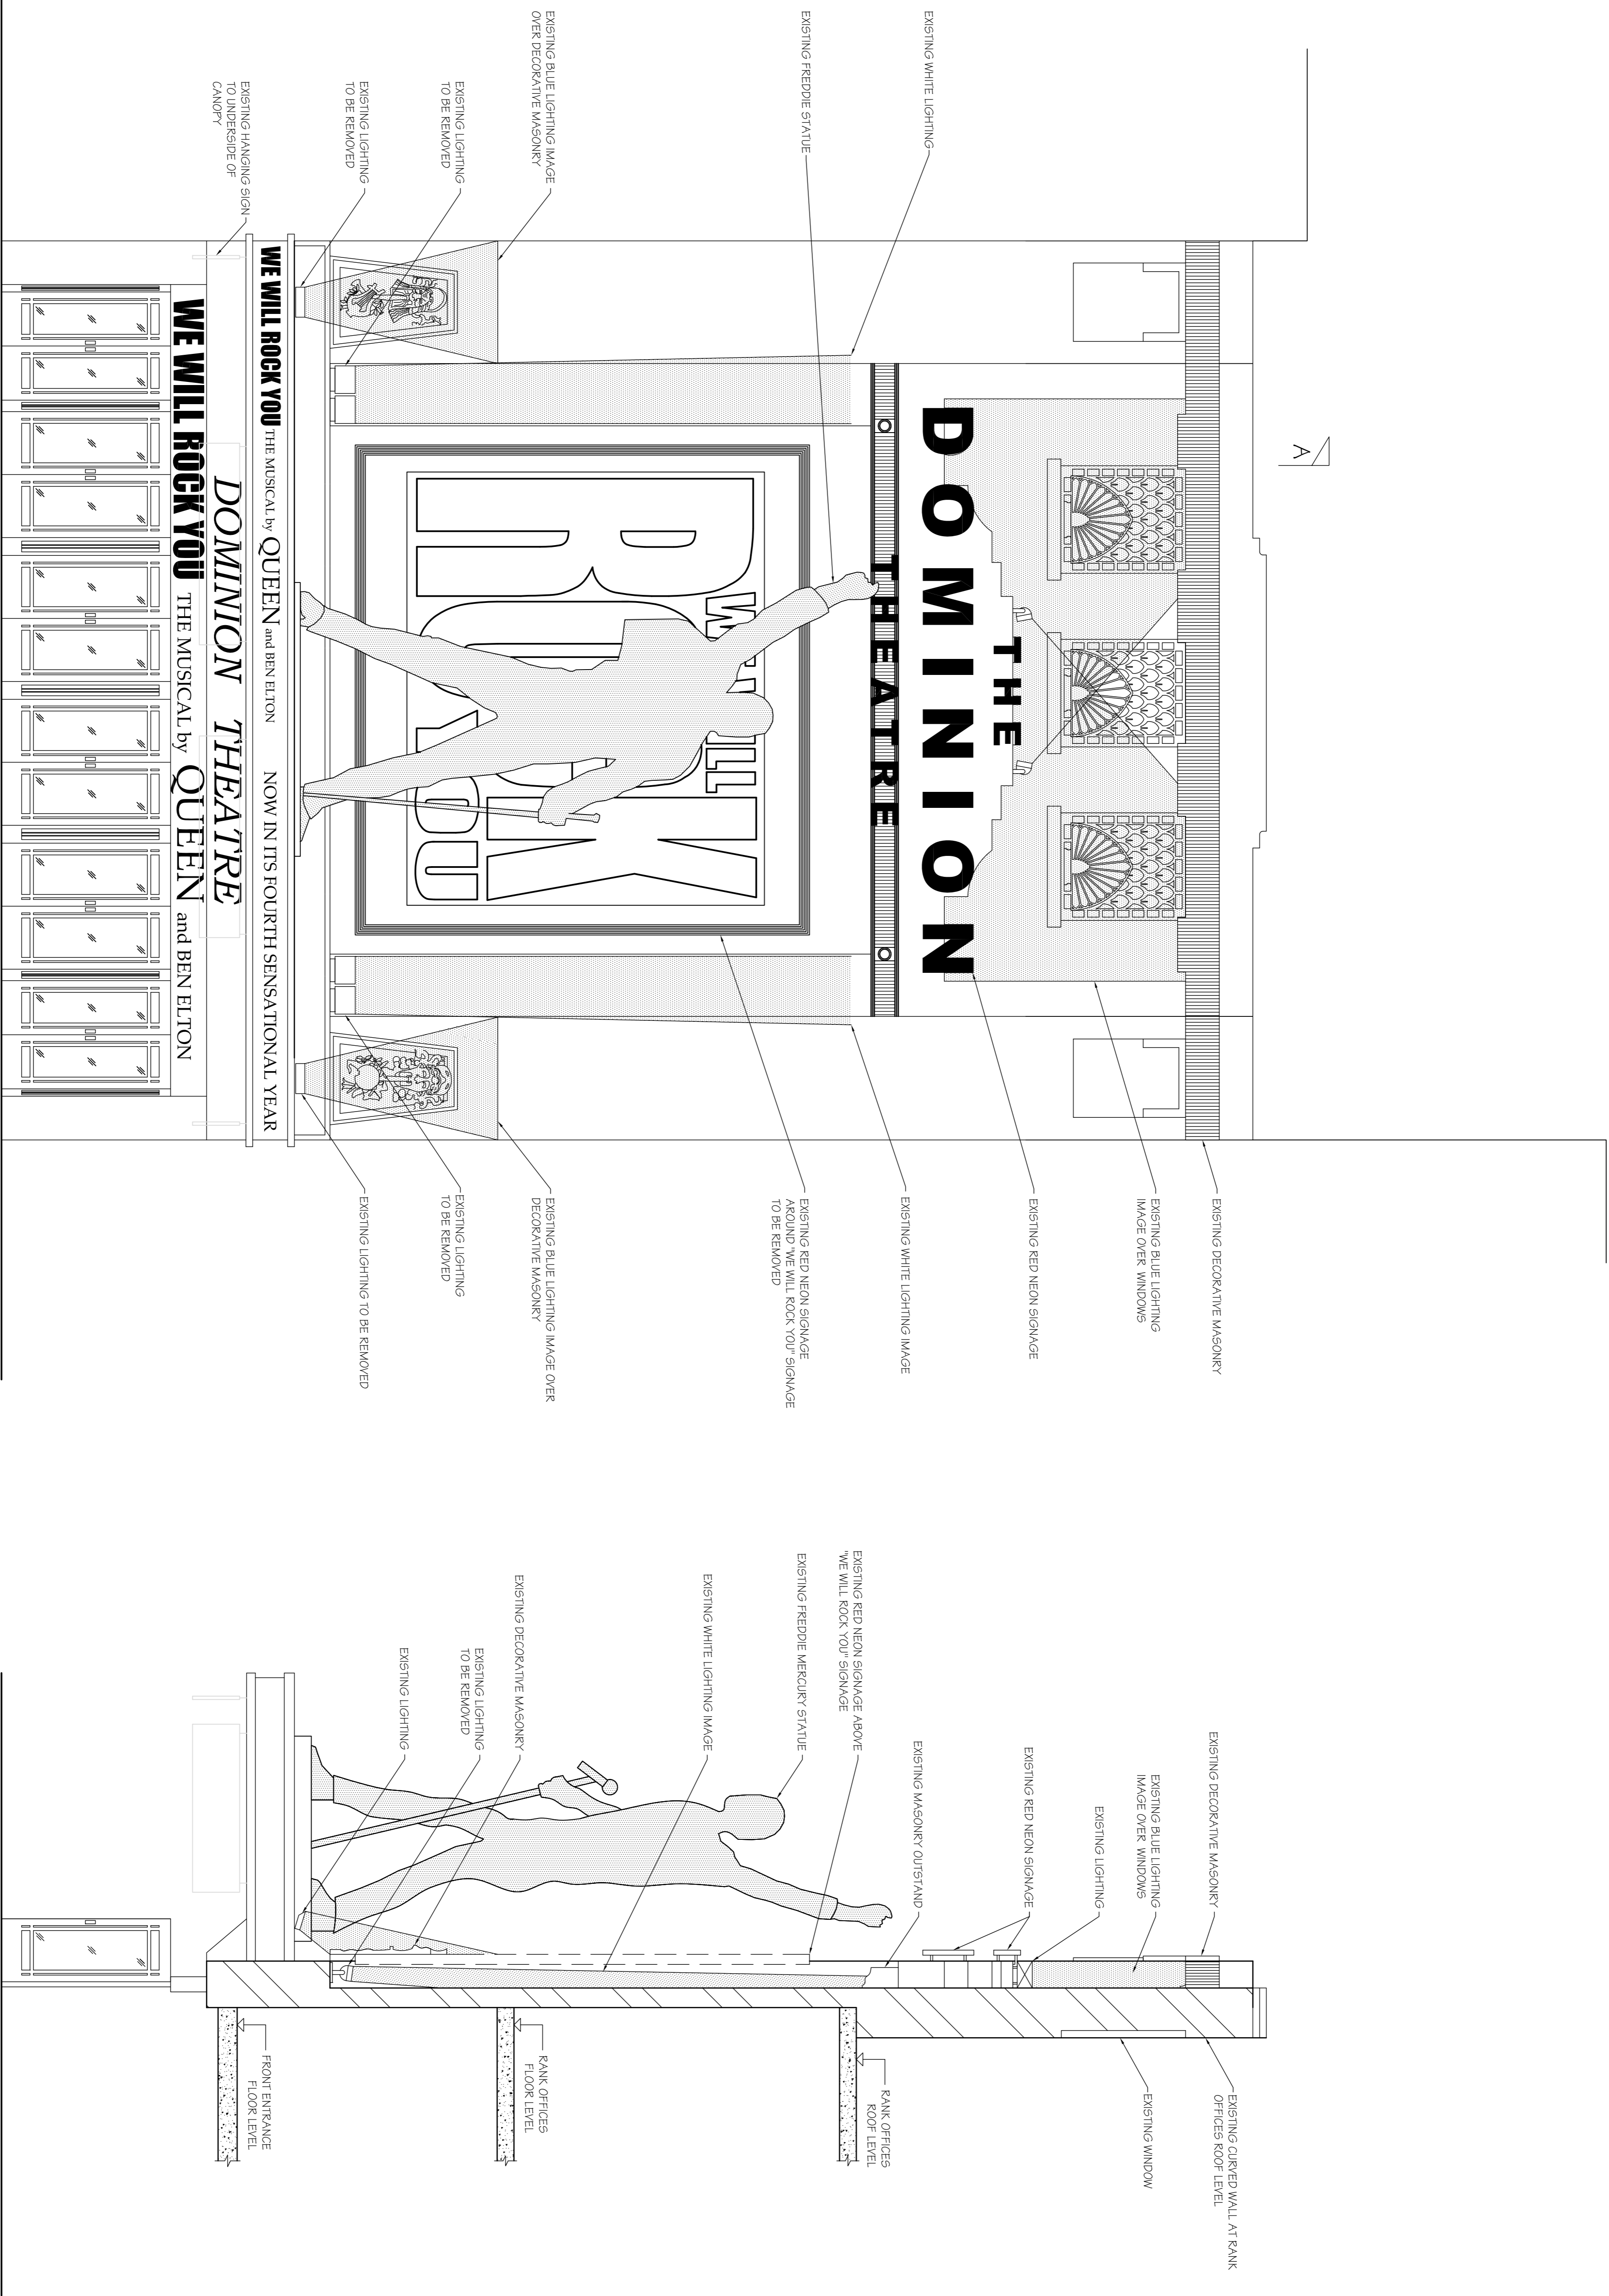 EXISTING WHITE LIGHTING
EXISTING FREDDIE STATUE
EXISTING BLUE LIGHTING IMAGE
OVER DECORATIVE MASONRY
EXISTING LIGHTING
TO BE REMOVED
EXISTING LIGHTING
TO BE REMOVED
EXISTING HANGING SIGN
TO UNDERSIDE OF
CANOPY
A
THE
DOMINION
THEATRE
WE WILL
ROCK
YOU
WE WILL ROCK YOU THE MUSICAL by QUEEN and BEN ELTON NOW IN ITS FOURTH SENSATIONAL YEAR
DOMINION THEATRE
WE WILL ROCK YOU THE MUSICAL by QUEEN and BEN ELTON
EXISTING DECORATIVE MASONRY
EXISTING BLUE LIGHTING
IMAGE OVER WINDOWS
EXISTING RED NEON SIGNAGE
EXISTING WHITE LIGHTING IMAGE
EXISTING RED NEON SIGNAGE
AROUND "WE WILL ROCK YOU" SIGNAGE
TO BE REMOVED
EXISTING BLUE LIGHTING IMAGE OVER
DECORATIVE MASONRY
EXISTING LIGHTING
TO BE REMOVED
EXISTING LIGHTING TO BE REMOVED
EXISTING DECORATIVE MASONRY
EXISTING BLUE LIGHTING
IMAGE OVER WINDOWS
EXISTING LIGHTING
EXISTING RED NEON SIGNAGE
EXISTING MASONRY OUTSTAND
EXISTING RED NEON SIGNAGE ABOVE
"WE WILL ROCK YOU" SIGNAGE
EXISTING FREDDIE MERCURY STATUE
EXISTING WHITE LIGHTING IMAGE
EXISTING DECORATIVE MASONRY
EXISTING LIGHTING
TO BE REMOVED
EXISTING LIGHTING
EXISTING CURVED WALL AT RANK
OFFICES ROOF LEVEL
EXISTING WINDOW
RANK OFFICES
ROOF LEVEL
RANK OFFICES
FLOOR LEVEL
FRONT ENTRANCE
FLOOR LEVEL